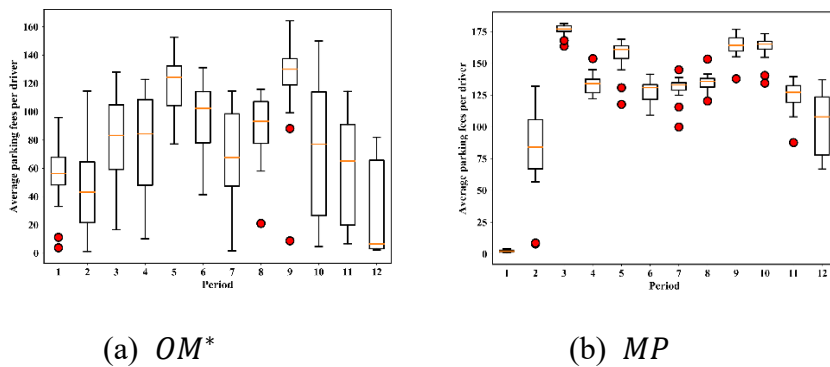 Average parking fees per driver
160
140
120
100
80
60
40
20
0
1 2 3 4 5 6 7 8 9 10 11 12
Period
(a) OM*
Average parking fees per driver
175
150
125
100
75
50
25
0
1 2 3 4 5 6 7 8 9 10 11 12
Period
(b) MP